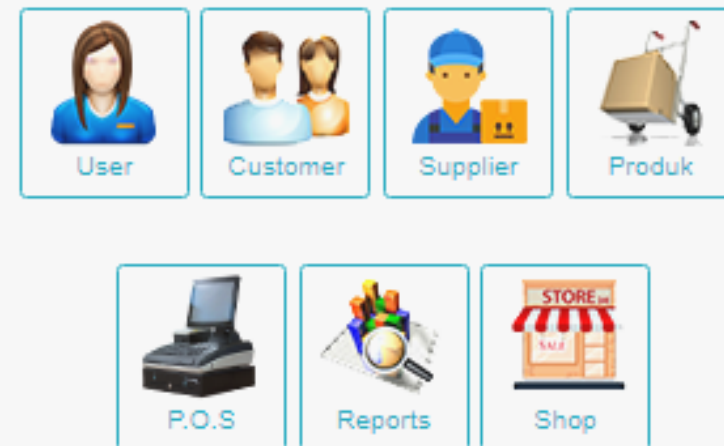 User
Customer
Supplier
Produk
STORE
SALE
P.O.S
Reports
Shop